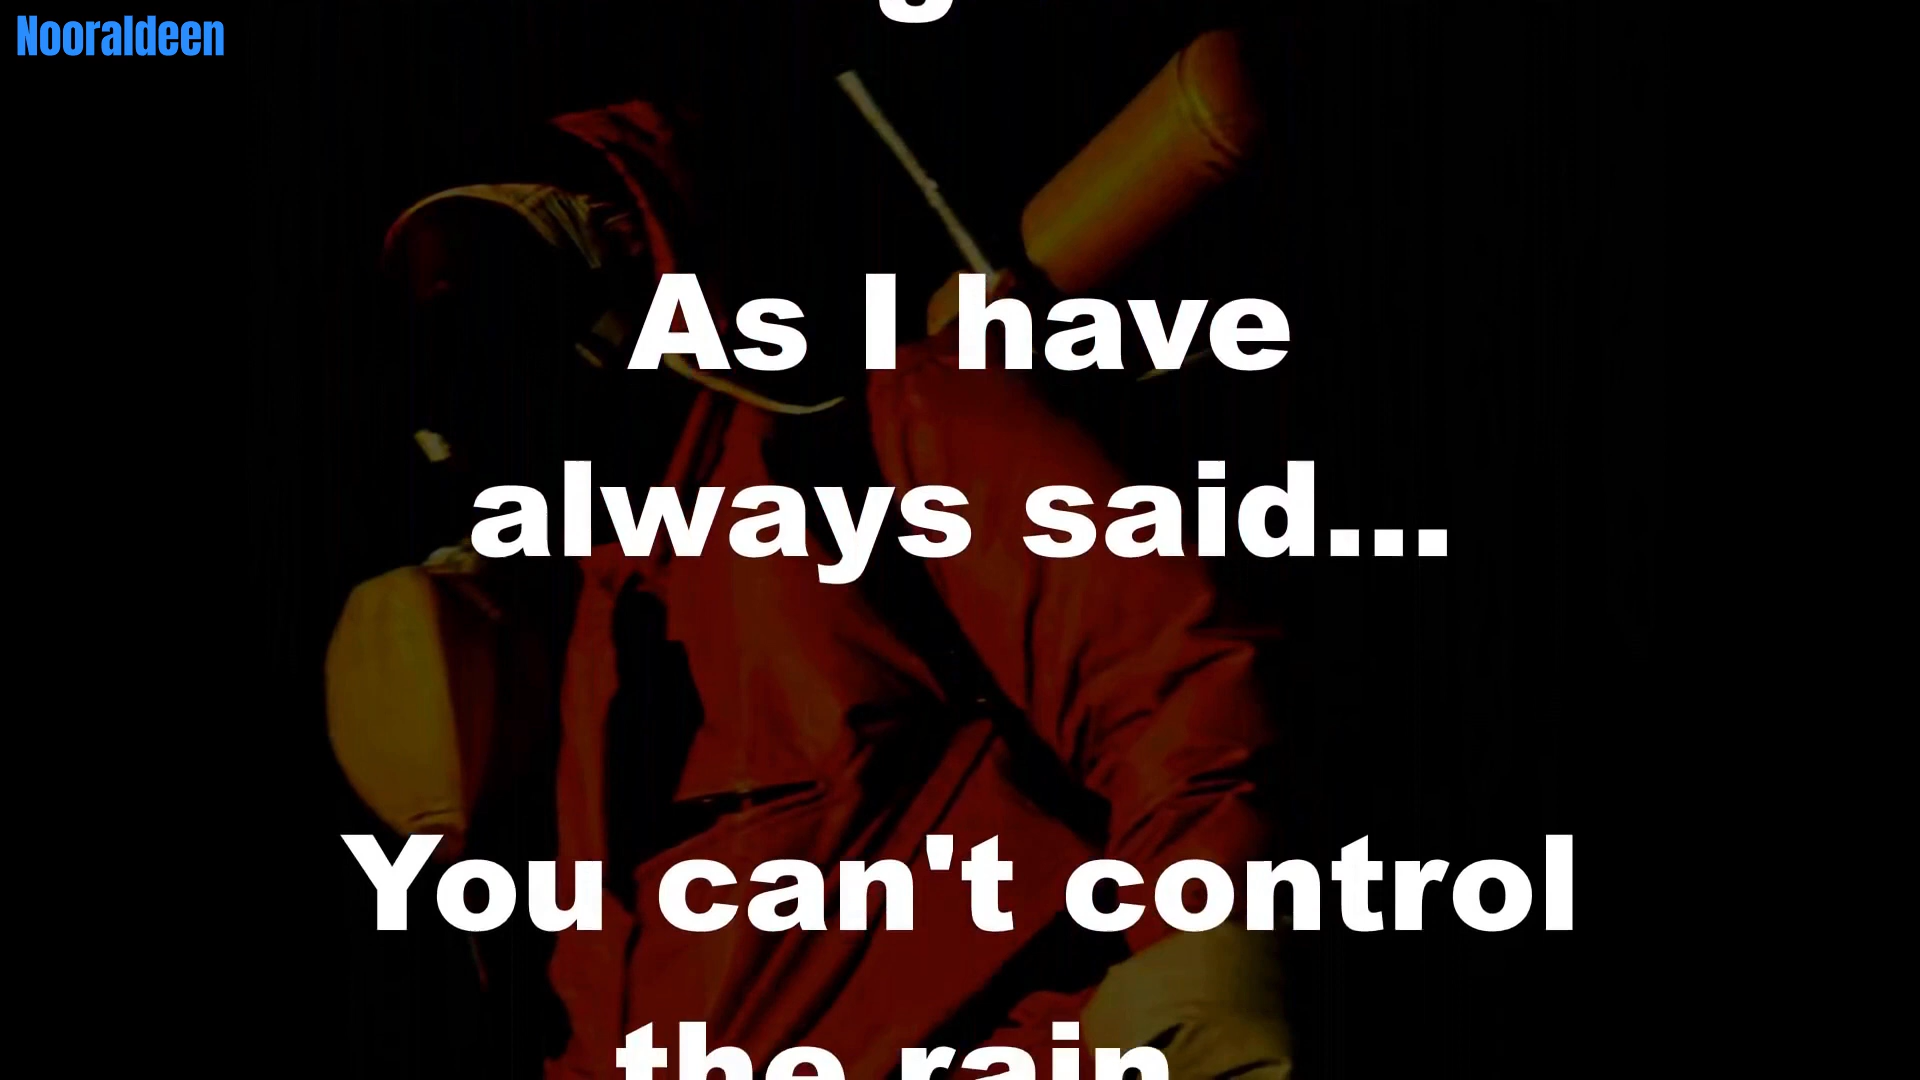 Nooraldeen
As I have
always said...
You can't control
the rain